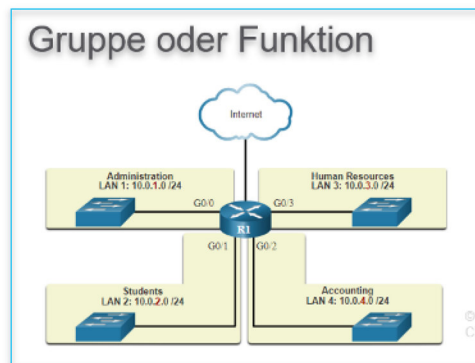 Gruppe oder Funktion
Internet
Administration
LAN 1: 10.0.1.0 /24
Human Resources
LAN 3: 10.0.3.0 /24
G0/0
G0/3
R1
G0/1
G0/2
Students
LAN 2: 10.0.2.0 /24
Accounting
LAN 4: 10.0.4.0 /24
©
C